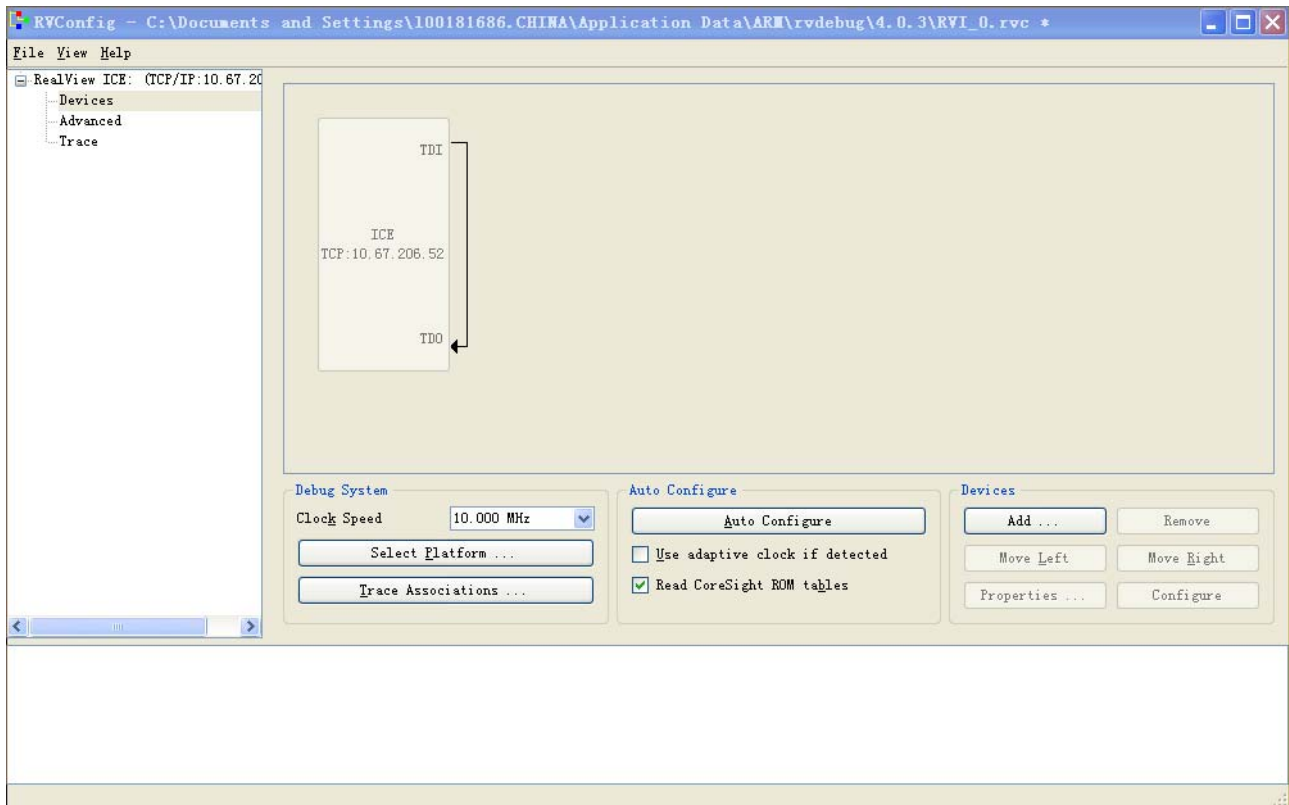 RVConfig - C:\Documents and Settings\l00181686.CHINA\Application Data\ARM\rvdebug\4.0.3\RVI_0.rvc *
File View Help
RealView ICE: (TCP/IP:10.67.20
Devices
Advanced
Trace
TDI
ICE
TCP:10.67.206.52
TDO
Debug System
Clock Speed 10.000 MHz
Select Platform ...
Trace Associations ...
Auto Configure
Auto Configure
Use adaptive clock if detected
Read CoreSight ROM tables
Devices
Add ... Remove
Move Left Move Right
Properties ... Configure